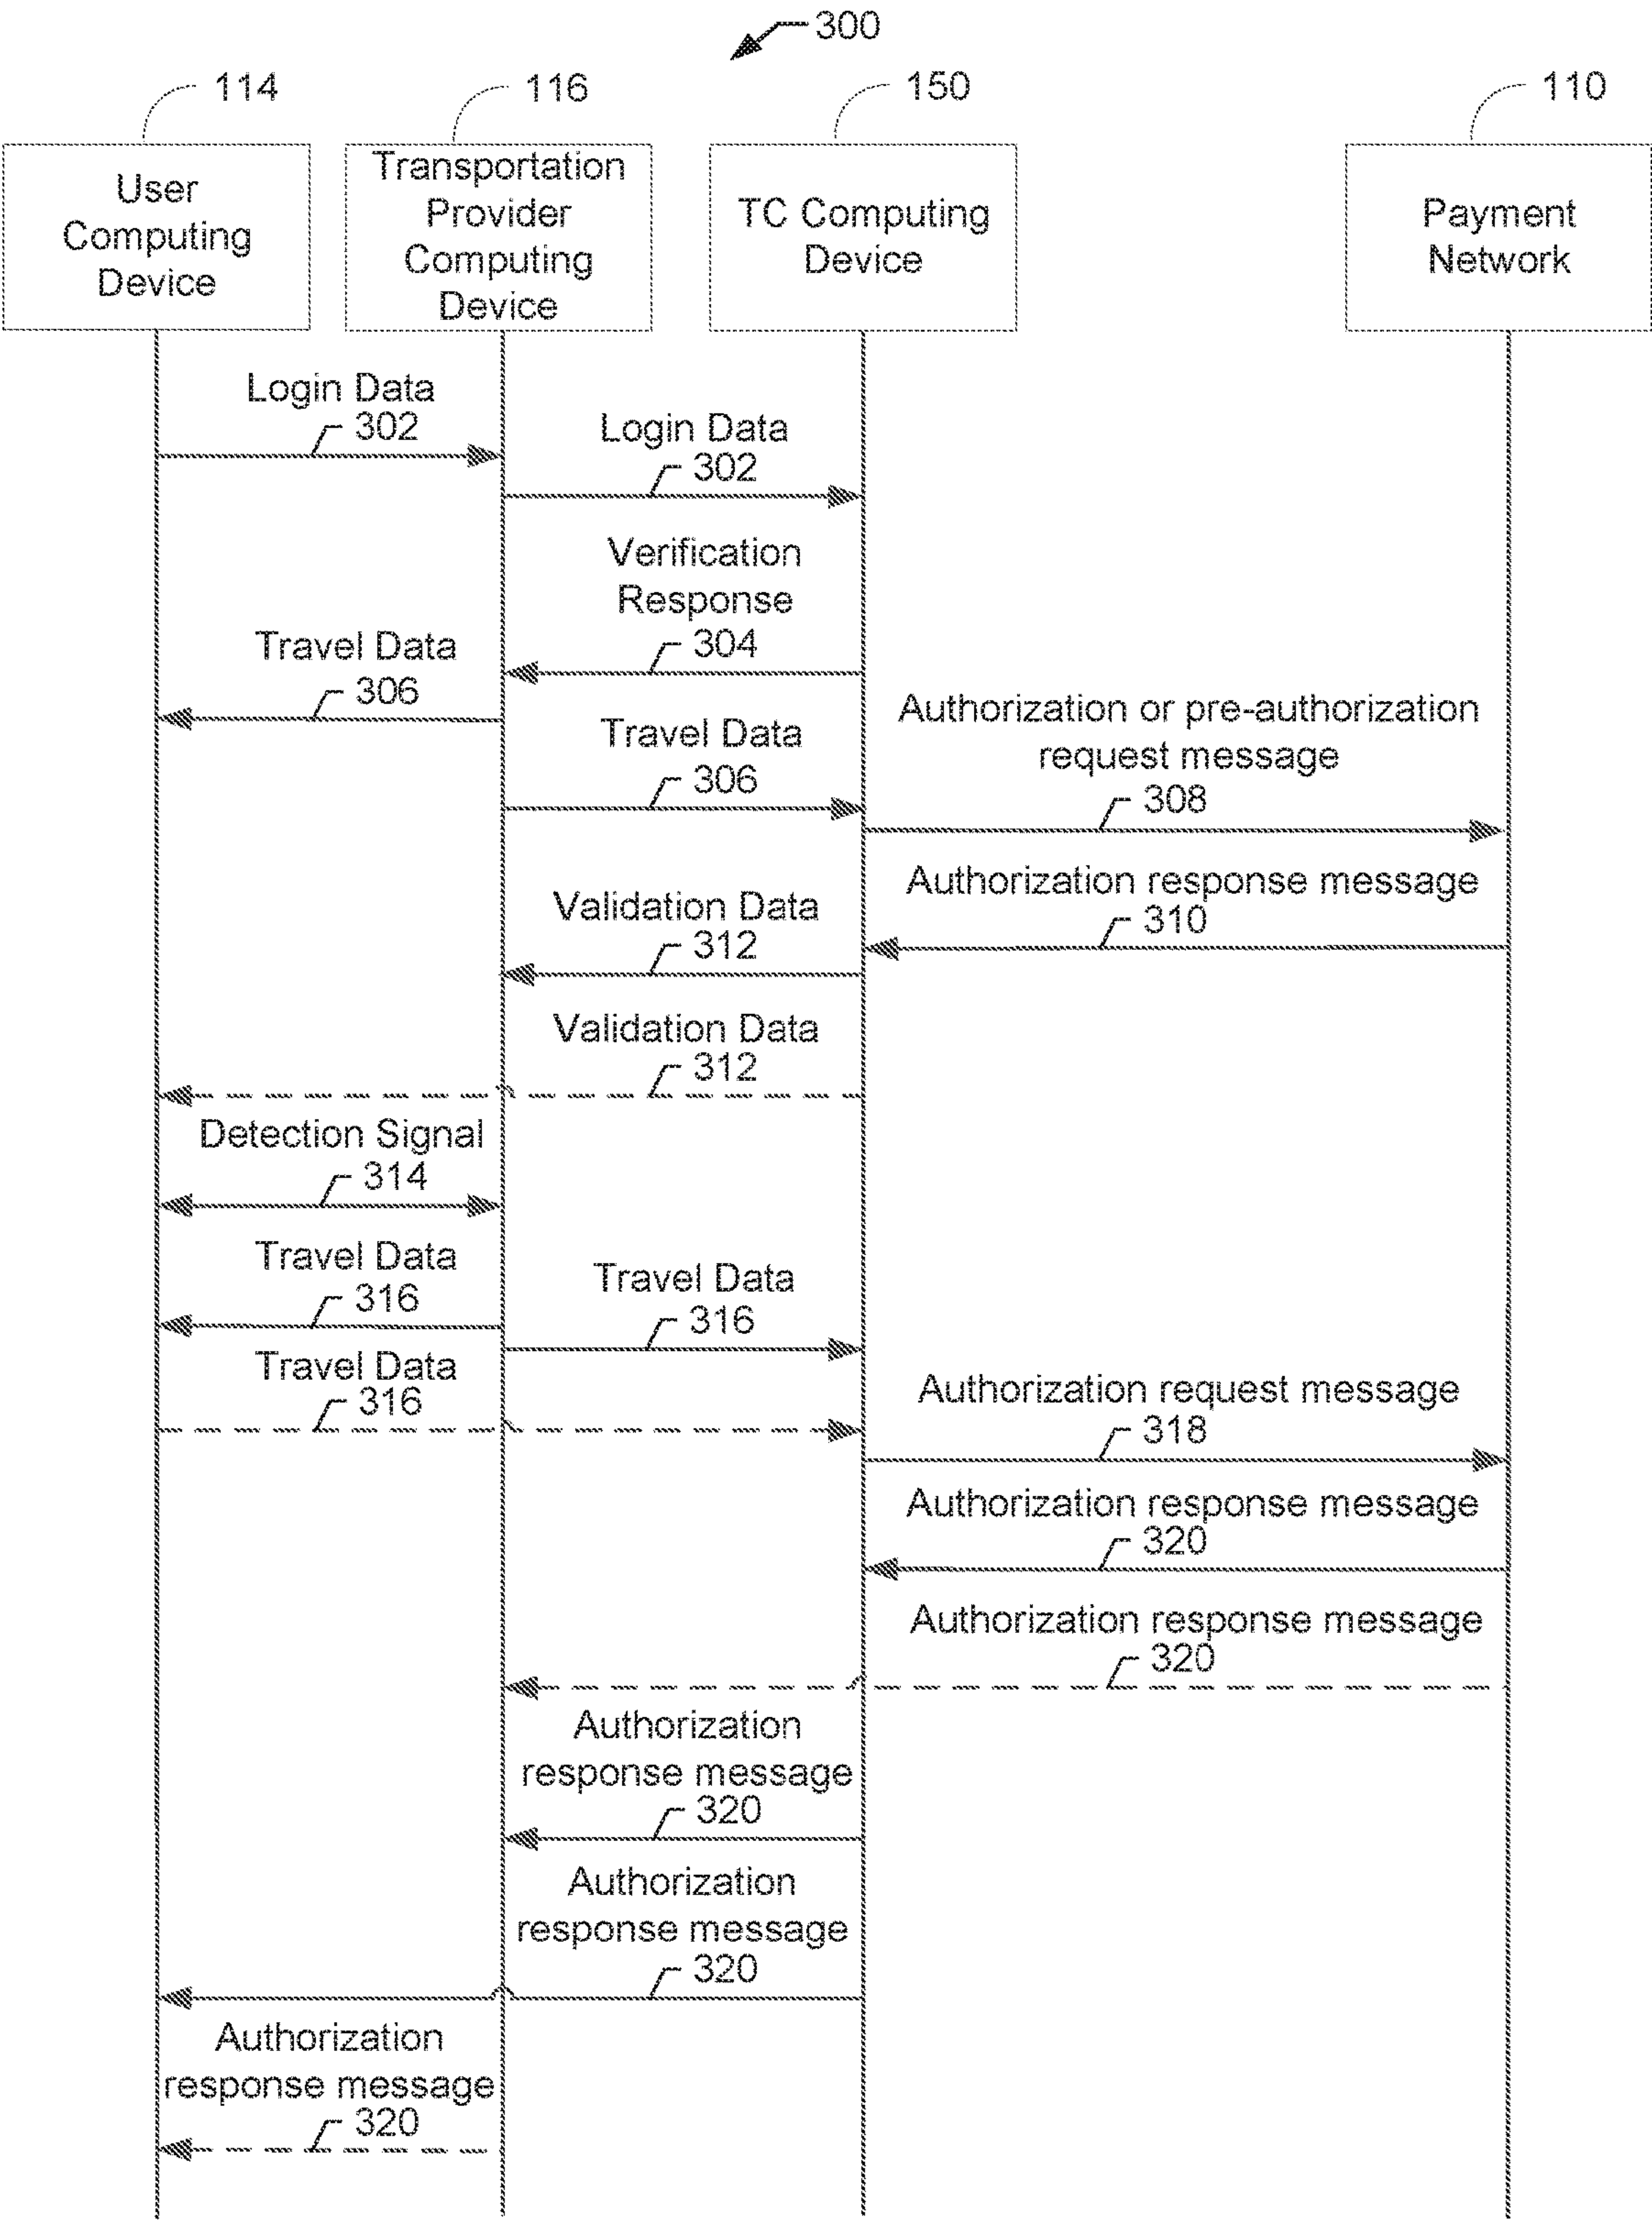 300
114
116
150
110
User
Computing
Device
Transportation
Provider
Computing
Device
TC Computing
Device
Payment
Network
Login Data
302
Login Data
302
Verification
Response
304
Travel Data
306
Travel Data
306
Authorization or pre-authorization
request message
308
Authorization response message
310
Validation Data
312
Validation Data
312
Detection Signal
314
Travel Data
316
Travel Data
316
Travel Data
316
Authorization request message
318
Authorization response message
320
Authorization response message
320
Authorization
response message
320
Authorization
response message
320
Authorization
response message
320